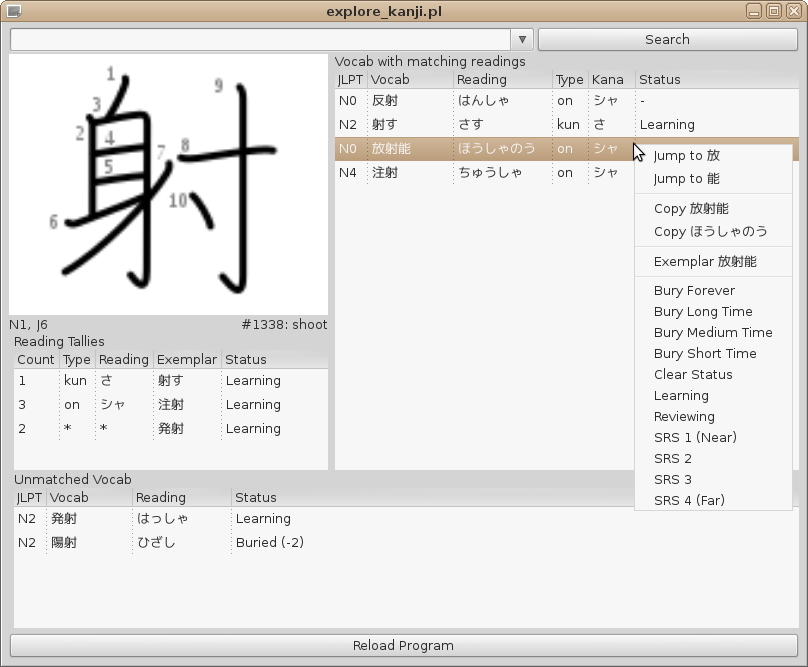 explore_kanji.pl
Search
1
2
3
4
5
6
7
8
9
10
N1, J6 #1338: shoot
Reading Tallies
Count Type Reading Exemplar Status
1 kun さ 射す Learning
3 on シャ 注射 Learning
2 * * 発射 Learning
Vocab with matching readings
JLPT Vocab Reading Type Kana Status
N0 反射 はんしゃ on シャ -
N2 射す さす kun さ Learning
N0 放射能 ほうしゃのう on シャ
N4 注射 ちゅうしゃ on シャ
Jump to 放
Jump to 能
Copy 放射能
Copy ほうしゃのう
Exemplar 放射能
Bury Forever
Bury Long Time
Bury Medium Time
Bury Short Time
Clear Status
Learning
Reviewing
SRS 1 (Near)
SRS 2
SRS 3
SRS 4 (Far)
Unmatched Vocab
JLPT Vocab Reading Status
N2 発射 はっしゃ Learning
N2 陽射 ひざし Buried (-2)
Reload Program
射